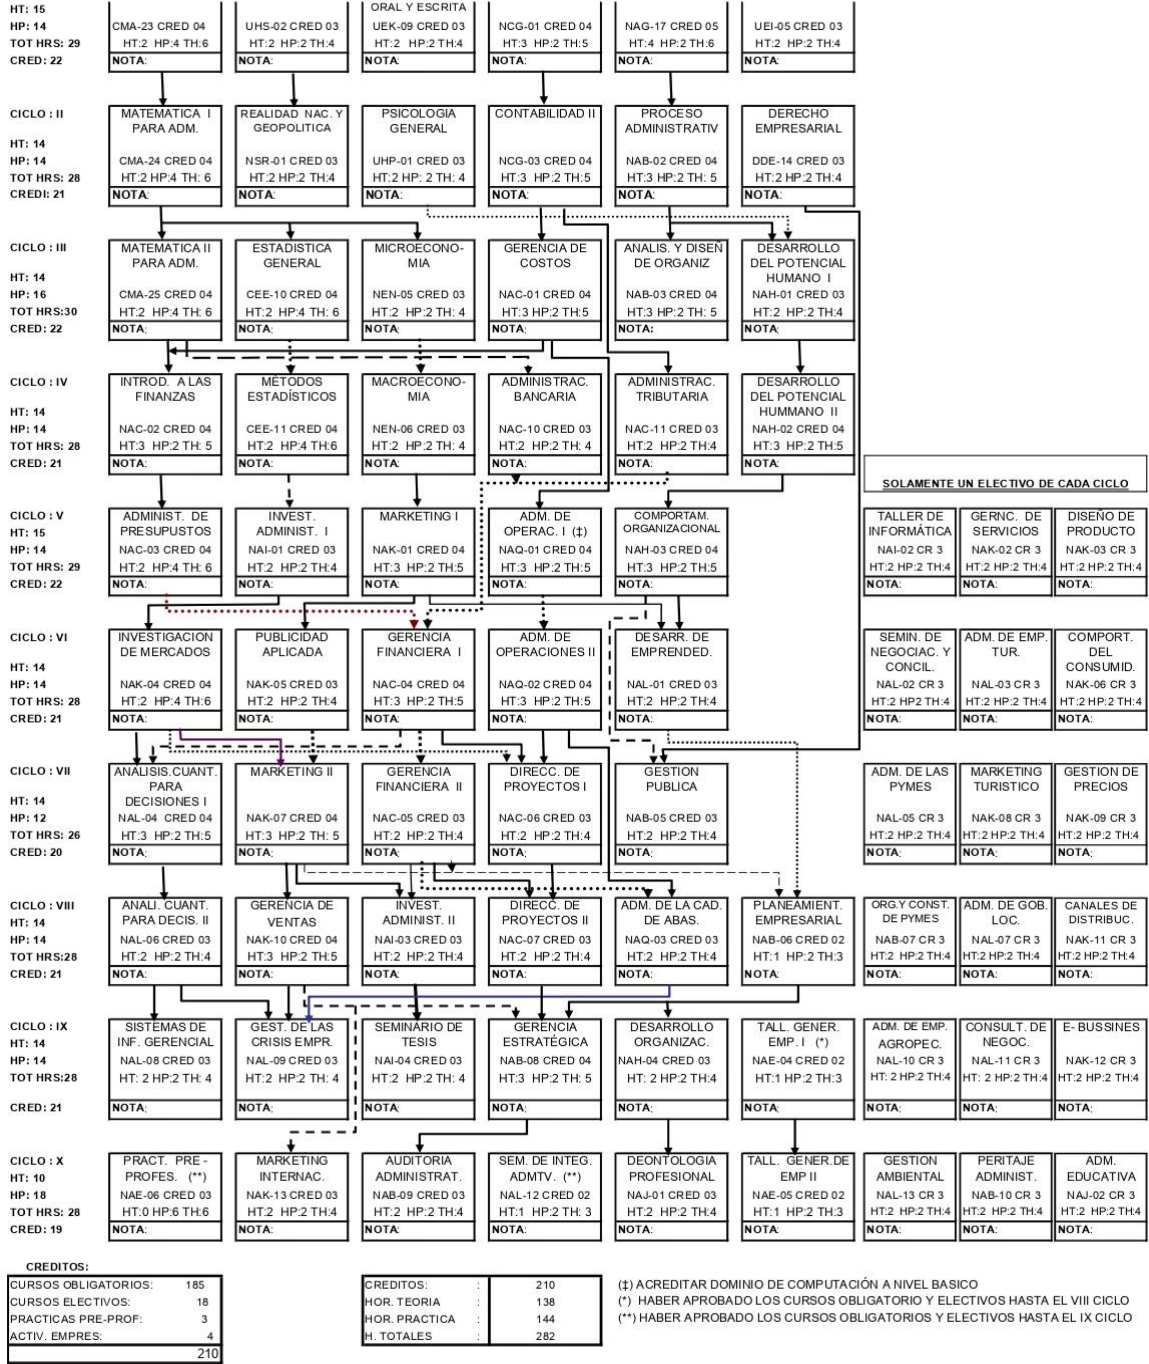 HT: 15
HP: 14
TOT HRS: 29
CRED: 22
CMA-23 CRED 04
HT:2 HP:4 TH:6
NOTA:
UHS-02 CRED 03
HT:2 HP:2 TH:4
NOTA:
ORAL Y ESCRITA
UEK-09 CRED 03
HT:2 HP:2 TH:4
NOTA:
NCG-01 CRED 04
HT:3 HP:2 TH:5
NOTA:
NAG-17 CRED 05
HT:4 HP:2 TH:6
NOTA:
UEI-05 CRED 03
HT:2 HP:2 TH:4
NOTA:
CICLO : II
HT: 14
HP: 14
TOT HRS: 28
CREDI: 21
MATEMATICA I
PARA ADM.
CMA-24 CRED 04
HT:2 HP:4 TH: 6
NOTA:
REALIDAD NAC. Y
GEOPOLITICA
NSR-01 CRED 03
HT:2 HP:2 TH:4
NOTA:
PSICOLOGIA
GENERAL
UHP-01 CRED 03
HT:2 HP: 2 TH: 4
NOTA:
CONTABILIDAD II
NCG-03 CRED 04
HT:3 HP:2 TH:5
NOTA:
PROCESO
ADMINISTRATIV
NAB-02 CRED 04
HT:3 HP:2 TH: 5
NOTA:
DERECHO
EMPRESARIAL
DDE-14 CRED 03
HT:2 HP:2 TH:4
NOTA:
CICLO : III
HT: 14
HP: 16
TOT HRS:30
CRED: 22
MATEMATICA II
PARA ADM.
CMA-25 CRED 04
HT:2 HP:4 TH: 6
NOTA:
ESTADISTICA
GENERAL
CEE-10 CRED 04
HT:2 HP:4 TH: 6
NOTA:
MICROECONO-
MIA
NEN-05 CRED 03
HT:2 HP:2 TH: 4
NOTA:
GERENCIA DE
COSTOS
NAC-01 CRED 04
HT:3 HP:2 TH:5
NOTA:
ANALIS. Y DISEÑ
DE ORGANIZ
NAB-03 CRED 04
HT:3 HP:2 TH: 5
NOTA:
DESARROLLO
DEL POTENCIAL
HUMANO I
NAH-01 CRED 03
HT:2 HP:2 TH:4
NOTA:
CICLO : IV
HT: 14
HP: 14
TOT HRS: 28
CRED: 21
INTROD. A LAS
FINANZAS
NAC-02 CRED 04
HT:3 HP:2 TH: 5
NOTA:
MÉTODOS
ESTADÍSTICOS
CEE-11 CRED 04
HT:2 HP:4 TH:6
NOTA:
MACROECONO-
MIA
NEN-06 CRED 03
HT:2 HP:2 TH: 4
NOTA:
ADMINISTRAC.
BANCARIA
NAC-10 CRED 03
HT:2 HP:2 TH: 4
NOTA:
ADMINISTRAC.
TRIBUTARIA
NAC-11 CRED 03
HT:2 HP:2 TH:4
NOTA:
DESARROLLO
DEL POTENCIAL
HUMMANO II
NAH-02 CRED 04
HT:3 HP:2 TH:5
NOTA:
SOLAMENTE UN ELECTIVO DE CADA CICLO
CICLO : V
HT: 15
HP: 14
TOT HRS: 29
CRED: 22
ADMINIST. DE
PRESUPUSTOS
NAC-03 CRED 04
HT:2 HP:4 TH: 6
NOTA:
INVEST.
ADMINIST. I
NAI-01 CRED 03
HT:2 HP:2 TH:4
NOTA:
MARKETING I
NAK-01 CRED 04
HT:3 HP:2 TH:5
NOTA:
ADM. DE
OPERAC. I (‡)
NAQ-01 CRED 04
HT:3 HP:2 TH:5
NOTA:
COMPORTAM.
ORGANIZACIONAL
NAH-03 CRED 04
HT:3 HP:2 TH:5
NOTA:
TALLER DE
INFORMÁTICA
NAI-02 CR 3
HT:2 HP:2 TH:4
NOTA:
GERNC. DE
SERVICIOS
NAK-02 CR 3
HT:2 HP:2 TH:4
NOTA:
DISEÑO DE
PRODUCTO
NAK-03 CR 3
HT:2 HP:2 TH:4
NOTA:
CICLO : VI
HT: 14
HP: 14
TOT HRS: 28
CRED: 21
INVESTIGACION
DE MERCADOS
NAK-04 CRED 04
HT:2 HP:4 TH:6
NOTA:
PUBLICIDAD
APLICADA
NAK-05 CRED 03
HT:2 HP:2 TH:4
NOTA:
GERENCIA
FINANCIERA I
NAC-04 CRED 04
HT:3 HP:2 TH:5
NOTA:
ADM. DE
OPERACIONES II
NAQ-02 CRED 04
HT:3 HP:2 TH:5
NOTA:
DESARR. DE
EMPRENDED.
NAL-01 CRED 03
HT:2 HP:2 TH:4
NOTA:
SEMIN. DE
NEGOCIAC. Y
CONCIL.
NAL-02 CR 3
HT:2 HP2 TH:4
NOTA:
ADM. DE EMP.
TUR.
NAL-03 CR 3
HT:2 HP:2 TH:4
NOTA:
COMPORT.
DEL
CONSUMID.
NAK-06 CR 3
HT:2 HP:2 TH:4
NOTA:
CICLO : VII
HT: 14
HP: 12
TOT HRS: 26
CRED: 20
ANALISIS.CUANT.
PARA
DECISIONES I
NAL-04 CRED 04
HT:3 HP:2 TH:5
NOTA:
MARKETING II
NAK-07 CRED 04
HT:3 HP:2 TH: 5
NOTA:
GERENCIA
FINANCIERA II
NAC-05 CRED 03
HT:2 HP:2 TH:4
NOTA:
DIRECC. DE
PROYECTOS I
NAC-06 CRED 03
HT:2 HP:2 TH:4
NOTA:
GESTION
PUBLICA
NAB-05 CRED 03
HT:2 HP:2 TH:4
NOTA:
ADM. DE LAS
PYMES
NAL-05 CR 3
HT:2 HP:2 TH:4
NOTA:
MARKETING
TURISTICO
NAK-08 CR 3
HT:2 HP:2 TH:4
NOTA:
GESTION DE
PRECIOS
NAK-09 CR 3
HT:2 HP:2 TH:4
NOTA:
CICLO : VIII
HT: 14
HP: 14
TOT HRS:28
CRED: 21
ANALI. CUANT.
PARA DECIS. II
NAL-06 CRED 03
HT:2 HP:2 TH:4
NOTA:
GERENCIA DE
VENTAS
NAK-10 CRED 04
HT:3 HP:2 TH:5
NOTA:
INVEST.
ADMINIST. II
NAI-03 CRED 03
HT:2 HP:2 TH:4
NOTA:
DIRECC. DE
PROYECTOS II
NAC-07 CRED 03
HT:2 HP:2 TH:4
NOTA:
ADM. DE LA CAD.
DE ABAS.
NAQ-03 CRED 03
HT:2 HP:2 TH:4
NOTA:
PLANEAMIENT.
EMPRESARIAL
NAB-06 CRED 02
HT:1 HP:2 TH:3
NOTA:
ORG.Y CONST.
DE PYMES
NAB-07 CR 3
HT:2 HP:2 TH:4
NOTA:
ADM. DE GOB.
LOC.
NAL-07 CR 3
HT:2 HP:2 TH:4
NOTA:
CANALES DE
DISTRIBUC.
NAK-11 CR 3
HT:2 HP:2 TH:4
NOTA:
CICLO : IX
HT: 14
HP: 14
TOT HRS:28
CRED: 21
SISTEMAS DE
INF. GERENCIAL
NAL-08 CRED 03
HT: 2 HP:2 TH: 4
NOTA:
GEST. DE LAS
CRISIS EMPR.
NAL-09 CRED 03
HT:2 HP:2 TH: 4
NOTA:
SEMINARIO DE
TESIS
NAI-04 CRED 03
HT:2 HP:2 TH: 4
NOTA:
GERENCIA
ESTRATÉGICA
NAB-08 CRED 04
HT:3 HP:2 TH: 5
NOTA:
DESARROLLO
ORGANIZAC.
NAH-04 CRED 03
HT: 2 HP:2 TH:4
NOTA:
TALL. GENER.
EMP. I (*)
NAE-04 CRED 02
HT:1 HP:2 TH:3
NOTA:
ADM. DE EMP.
AGROPEC.
NAL-10 CR 3
HT: 2 HP:2 TH:4
NOTA:
CONSULT. DE
NEGOC.
NAL-11 CR 3
HT: 2 HP:2 TH:4
NOTA:
E- BUSSINES
NAK-12 CR 3
HT:2 HP:2 TH:4
NOTA:
CICLO : X
HT: 10
HP: 18
TOT HRS: 28
CRED: 19
PRACT. PRE -
PROFES. (**)
NAE-06 CRED 03
HT:0 HP:6 TH:6
NOTA:
MARKETING
INTERNAC.
NAK-13 CRED 03
HT:2 HP:2 TH:4
NOTA:
AUDITORIA
ADMINISTRAT.
NAB-09 CRED 03
HT:2 HP:2 TH:4
NOTA:
SEM. DE INTEG.
ADMTV. (**)
NAL-12 CRED 02
HT:1 HP:2 TH: 3
NOTA:
DEONTOLOGIA
PROFESIONAL
NAJ-01 CRED 03
HT:2 HP:2 TH:4
NOTA:
TALL. GENER.DE
EMP II
NAE-05 CRED 02
HT:1 HP:2 TH:3
NOTA:
GESTION
AMBIENTAL
NAL-13 CR 3
HT:2 HP:2 TH:4
NOTA:
PERITAJE
ADMINIST.
NAB-10 CR 3
HT:2 HP:2 TH:4
NOTA:
ADM.
EDUCATIVA
NAJ-02 CR 3
HT:2 HP:2 TH:4
NOTA:
CREDITOS:
CURSOS OBLIGATORIOS: 185
CURSOS ELECTIVOS: 18
PRACTICAS PRE-PROF: 3
ACTIV. EMPRES: 4
210
CREDITOS: : 210
HOR. TEORIA : 138
HOR. PRACTICA : 144
H. TOTALES : 282
(‡) ACREDITAR DOMINIO DE COMPUTACIÓN A NIVEL BASICO
(*) HABER APROBADO LOS CURSOS OBLIGATORIO Y ELECTIVOS HASTA EL VIII CICLO
(**) HABER APROBADO LOS CURSOS OBLIGATORIOS Y ELECTIVOS HASTA EL IX CICLO